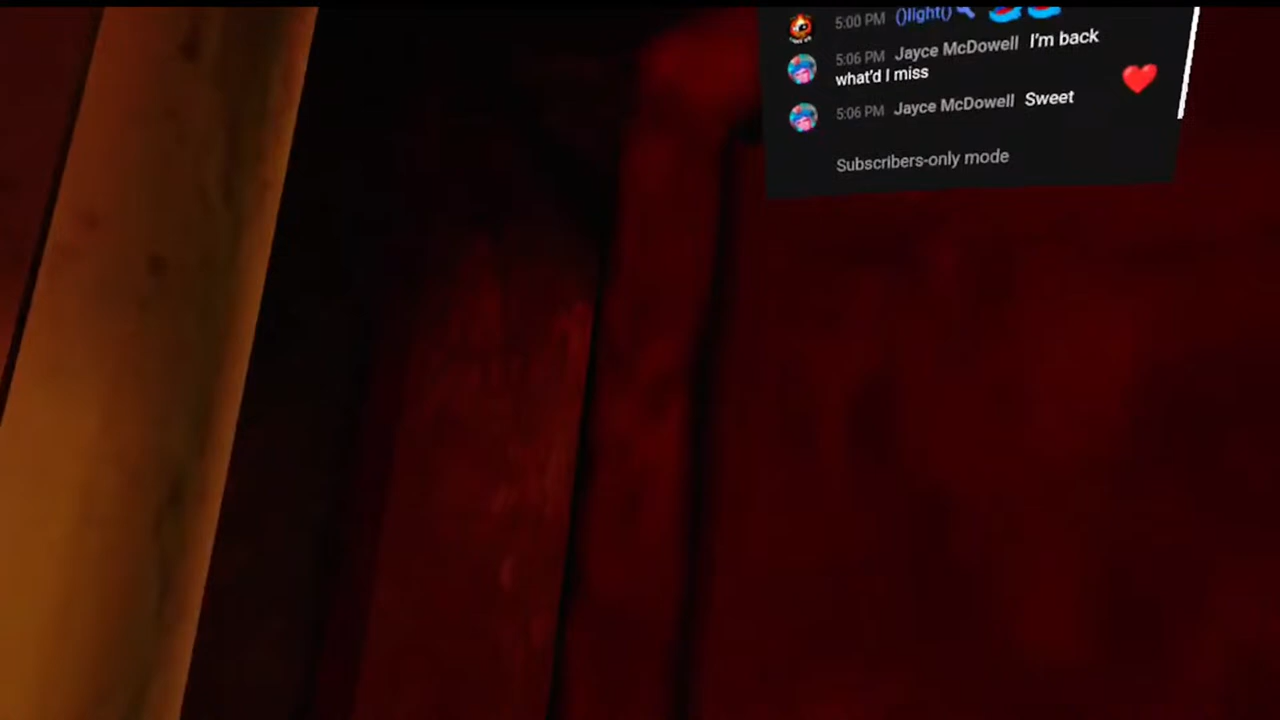 5:00 PM ()light()
5:06 PM Jayce McDowell I'm back
what'd I miss
5:06 PM Jayce McDowell Sweet
Subscribers-only mode